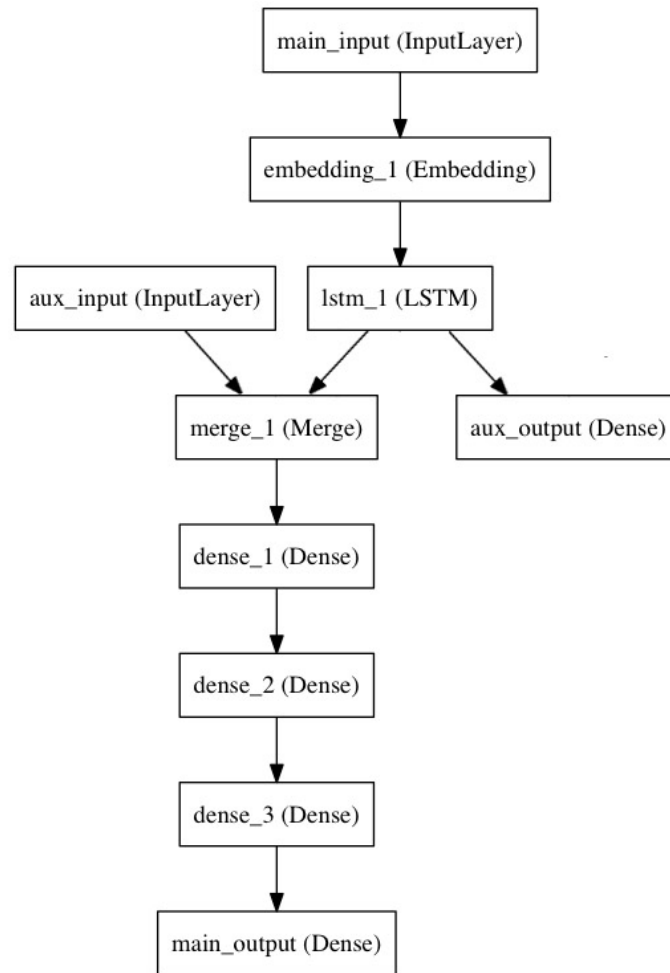 main_input (InputLayer)
embedding_1 (Embedding)
aux_input (InputLayer)
lstm_1 (LSTM)
merge_1 (Merge)
aux_output (Dense)
dense_1 (Dense)
dense_2 (Dense)
dense_3 (Dense)
main_output (Dense)